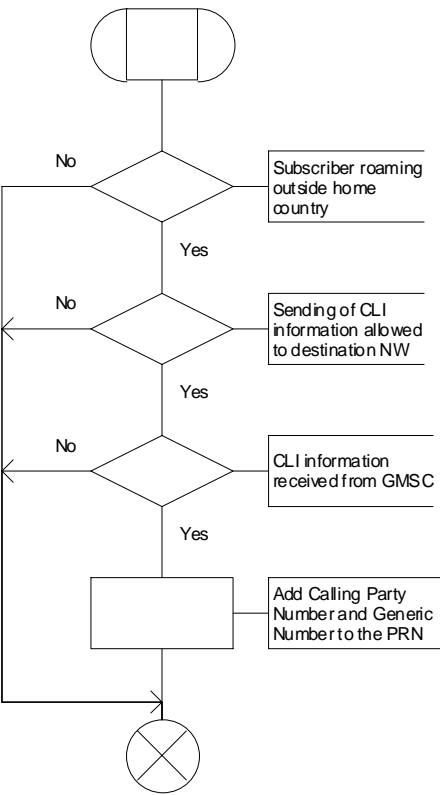 No
Subscriber roaming
outside home
country
Yes
No
Sending of CLI
information allowed
to destination NW
Yes
No
CLI information
received from GMSC
Yes
Add Calling Party
Number and Generic
Number to the PRN